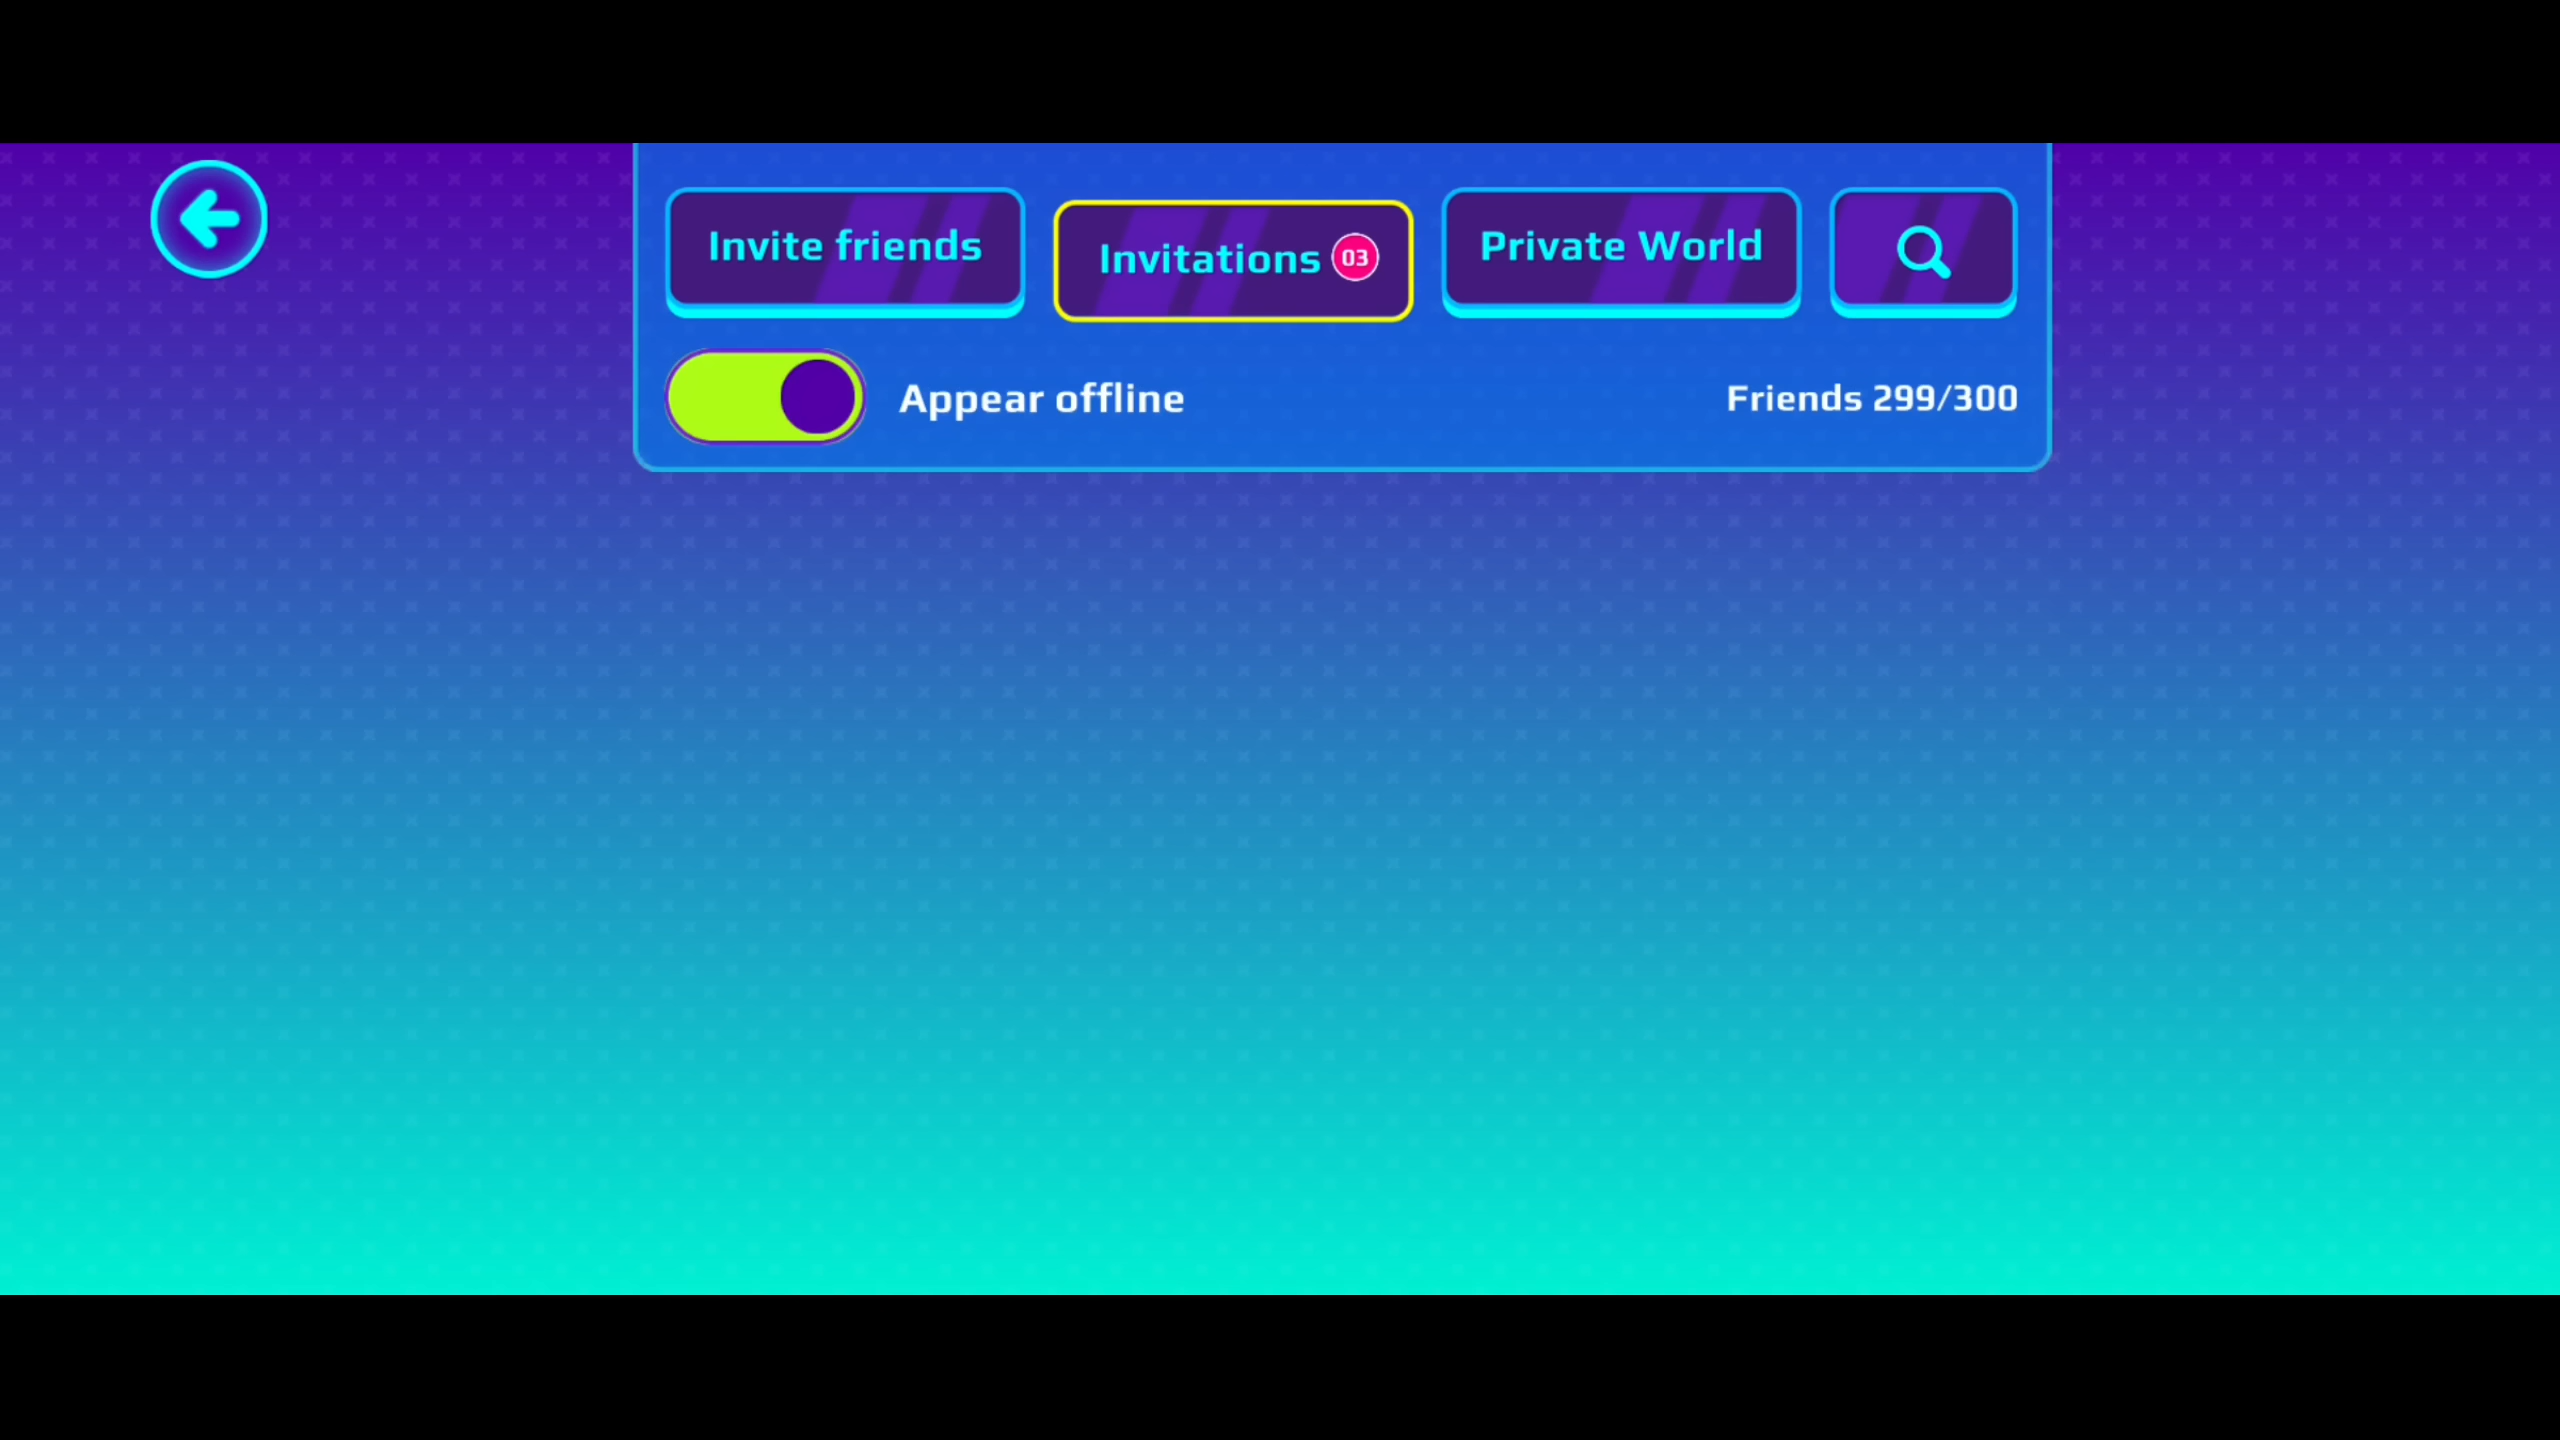 Invite friends
Invitations 03
Private World
Appear offline
Friends 299/300